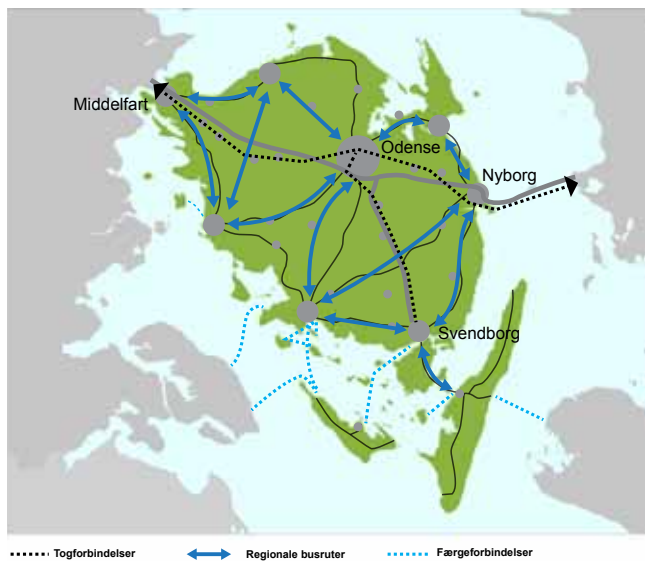 Middelfart
Odense
Nyborg
Svendborg
Togforbindelser
Regionale busruter
Færgeforbindelser